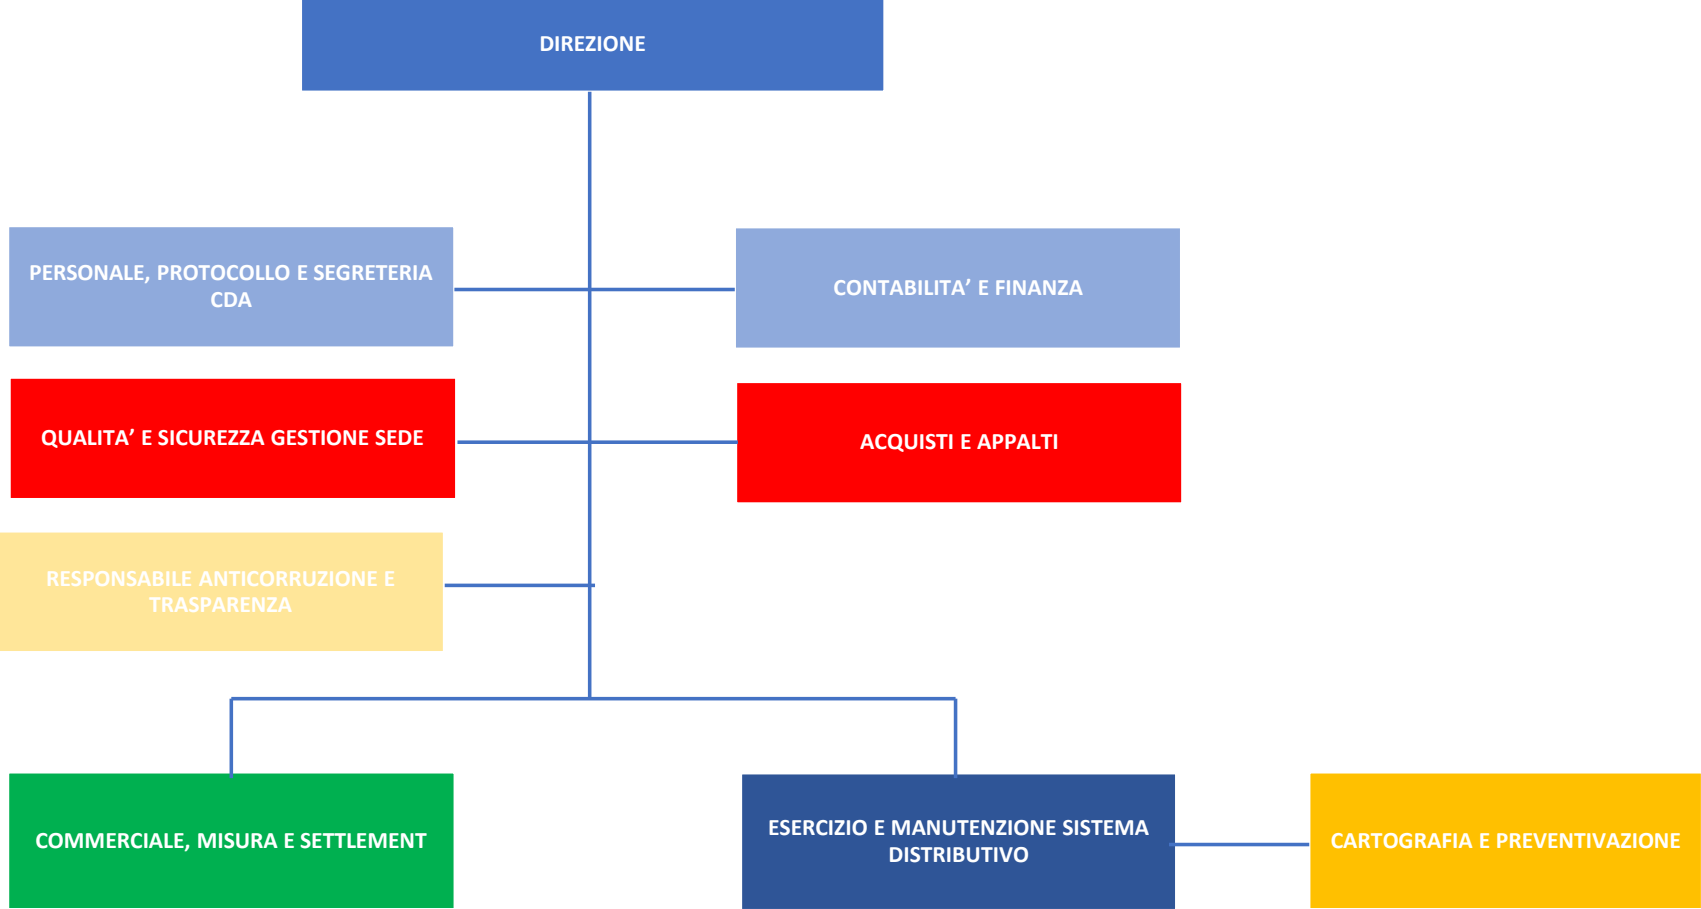 DIREZIONE
PERSONALE, PROTOCOLLO E SEGRETERIA
CDA
CONTABILITA’ E FINANZA
QUALITA’ E SICUREZZA GESTIONE SEDE
ACQUISTI E APPALTI
RESPONSABILE ANTICORRUZIONE E
TRASPARENZA
COMMERCIALE, MISURA E SETTLEMENT
ESERCIZIO E MANUTENZIONE SISTEMA
DISTRIBUTIVO
CARTOGRAFIA E PREVENTIVAZIONE